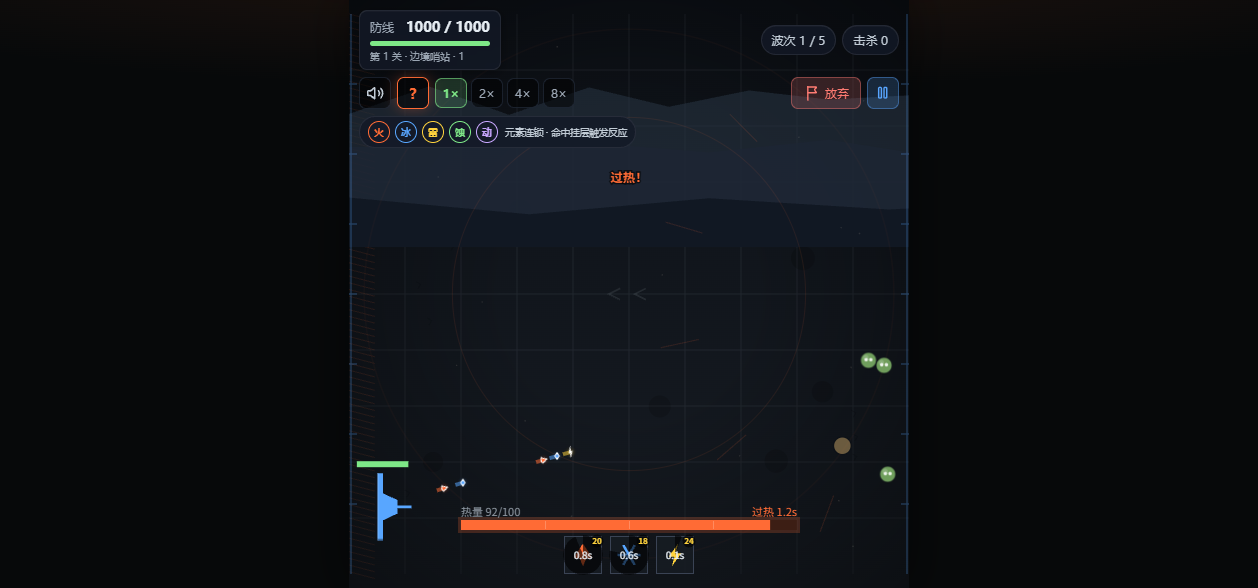 防线 1000 / 1000
第 1 关 · 边境哨站 · 1
波次 1 / 5
击杀 0
?
1×
2×
4×
8×
放弃
火
冰
雷
蚀
动
元素连锁 · 命中挂层触发反应
过热!
热量 92/100
过热 1.2s
20
18
24
0.8s
0.6s